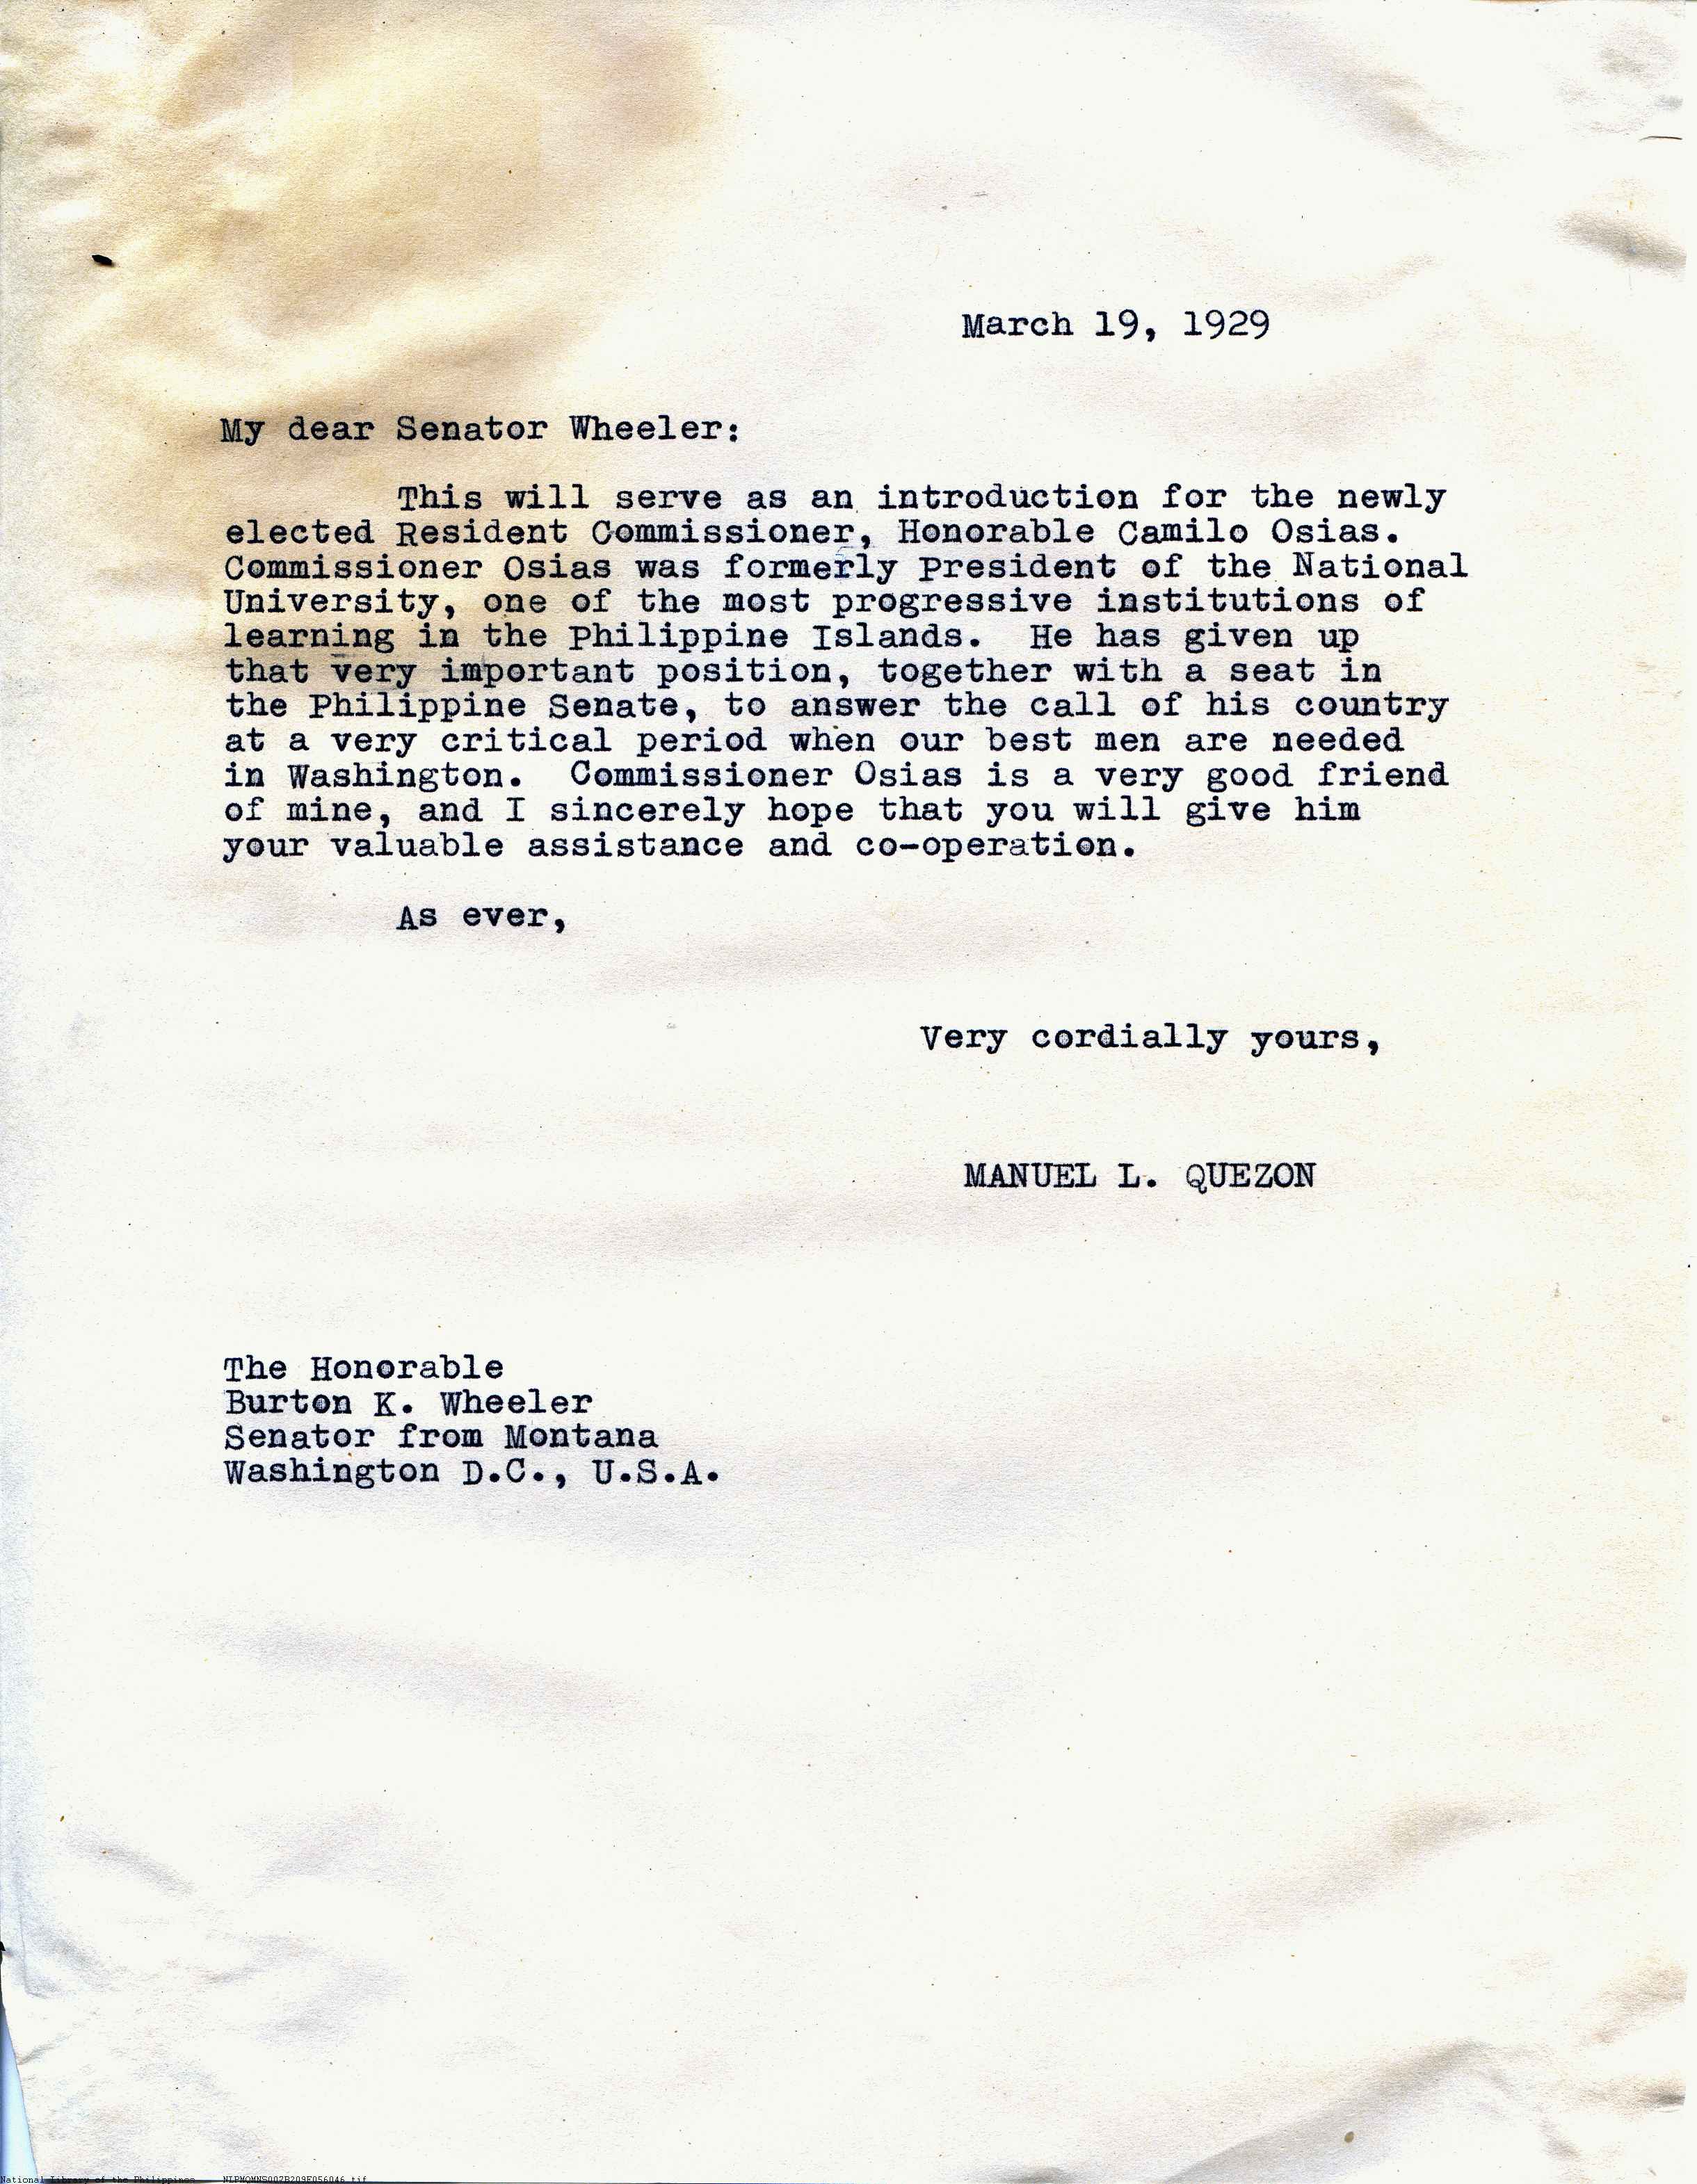 March 19, 1929
My dear Senator Wheeler:
This will serve as an introduction for the newly
elected Resident Commissioner, Honorable Camilo Osias.
Commissioner Osias was formerly President of the National
University, one of the most progressive institutions of
learning in the Philippine Islands. He has given up
that very important position, together with a seat in
the Philippine Senate, to answer the call of his country
at a very critical period when our best men are needed
in Washington. Commissioner Osias is a very good friend
of mine, and I sincerely hope that you will give him
your valuable assistance and co-operation.
As ever,
Very cordially yours,
MANUEL L. QUEZON
The Honorable
Burton K. Wheeler
Senator from Montana
Washington D.C., U.S.A.
National Library of the Philippines